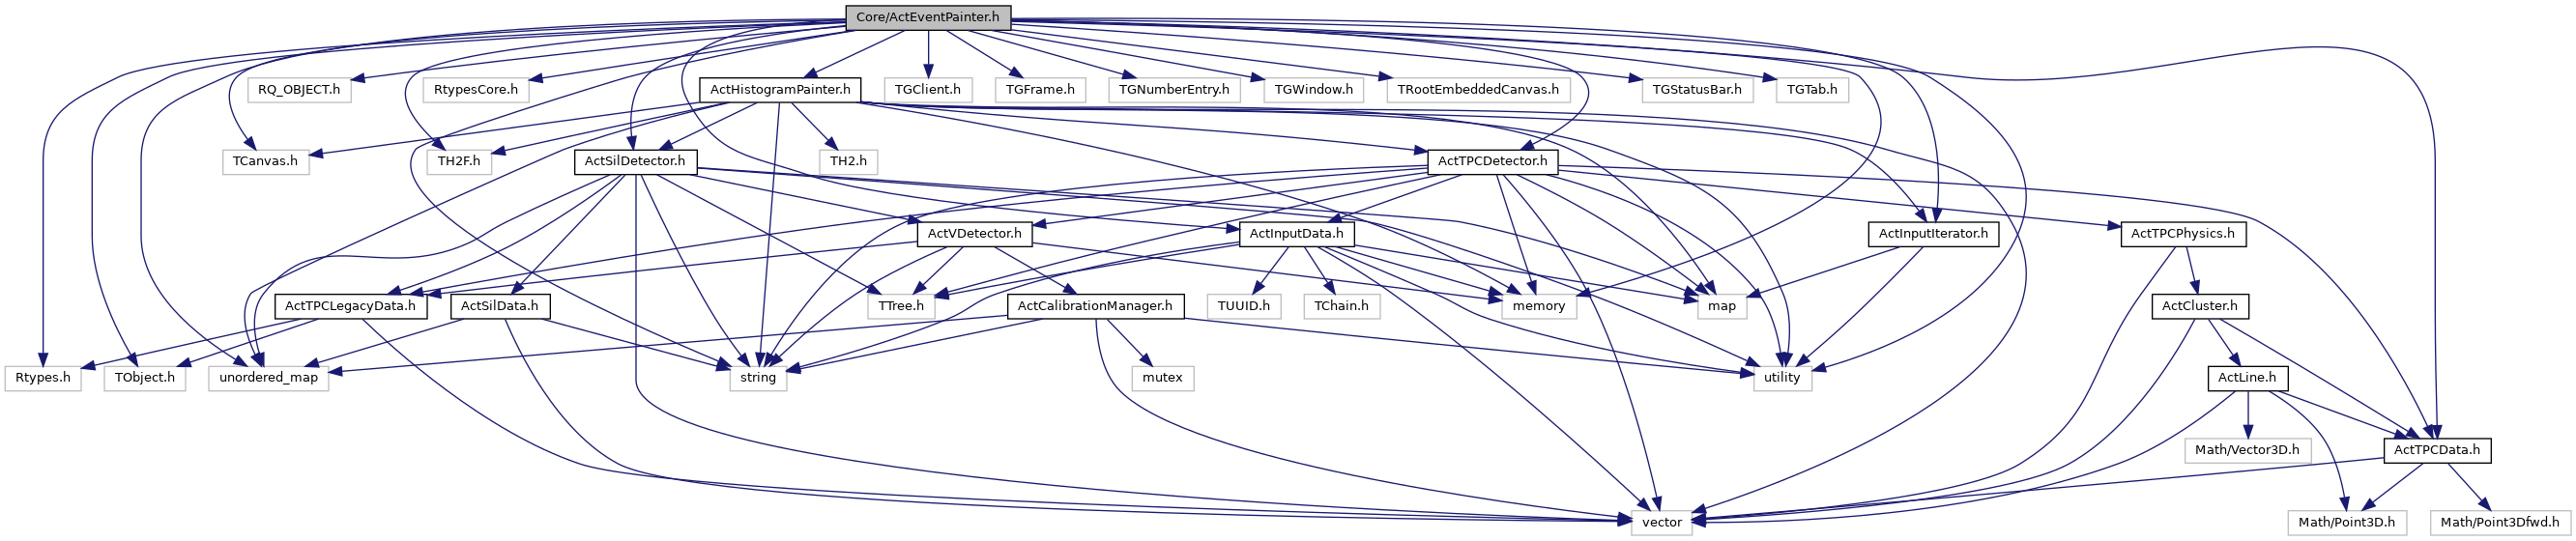 Core/ActEventPainter.h
RQ_OBJECT.h
RtypesCore.h
ActHistogramPainter.h
TGClient.h
TGFrame.h
TGNumberEntry.h
TGWindow.h
TRootEmbeddedCanvas.h
TGStatusBar.h
TGTab.h
TCanvas.h
TH2F.h
ActSilDetector.h
TH2.h
ActTPCDetector.h
ActVDetector.h
ActInputData.h
ActInputIterator.h
ActTPCPhysics.h
ActTPCLegacyData.h
ActSilData.h
TTree.h
ActCalibrationManager.h
TUUID.h
TChain.h
memory
map
ActCluster.h
Rtypes.h
TObject.h
unordered_map
string
mutex
utility
ActLine.h
Math/Vector3D.h
ActTPCData.h
vector
Math/Point3D.h
Math/Point3Dfwd.h